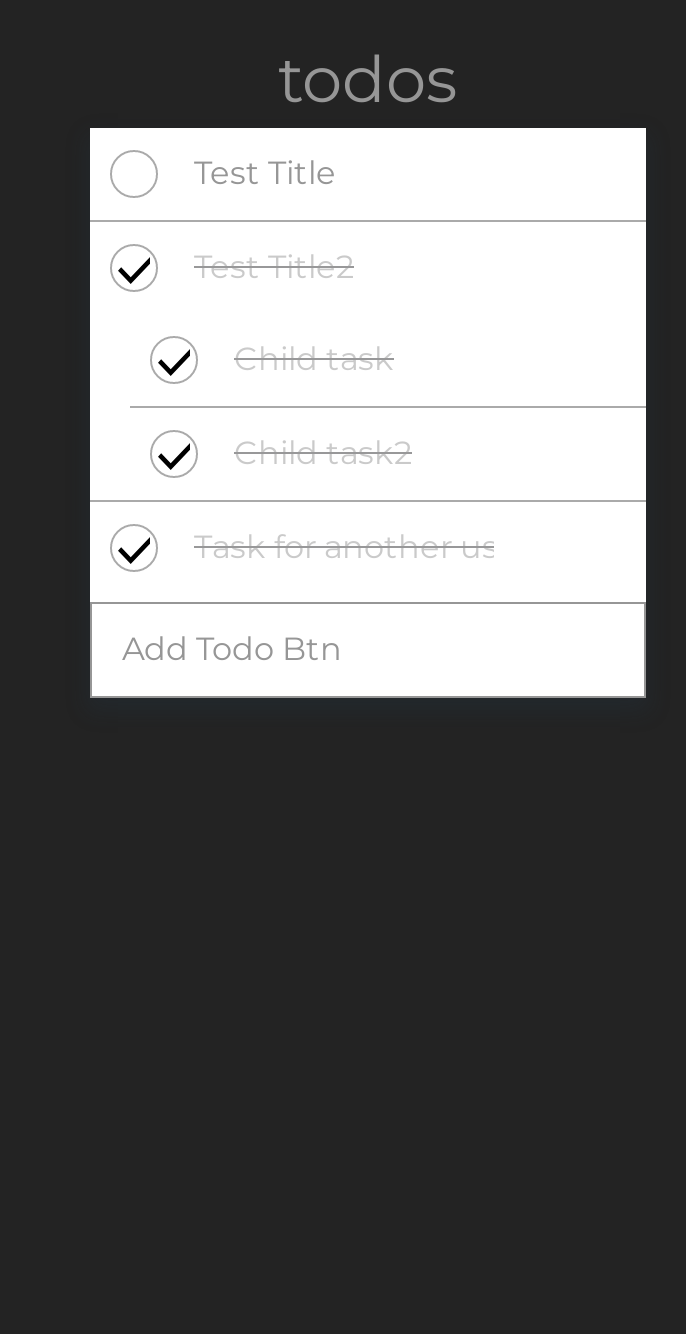 todos
Test Title
Test Title2
Child task
Child task2
Task for another us
Add Todo Btn